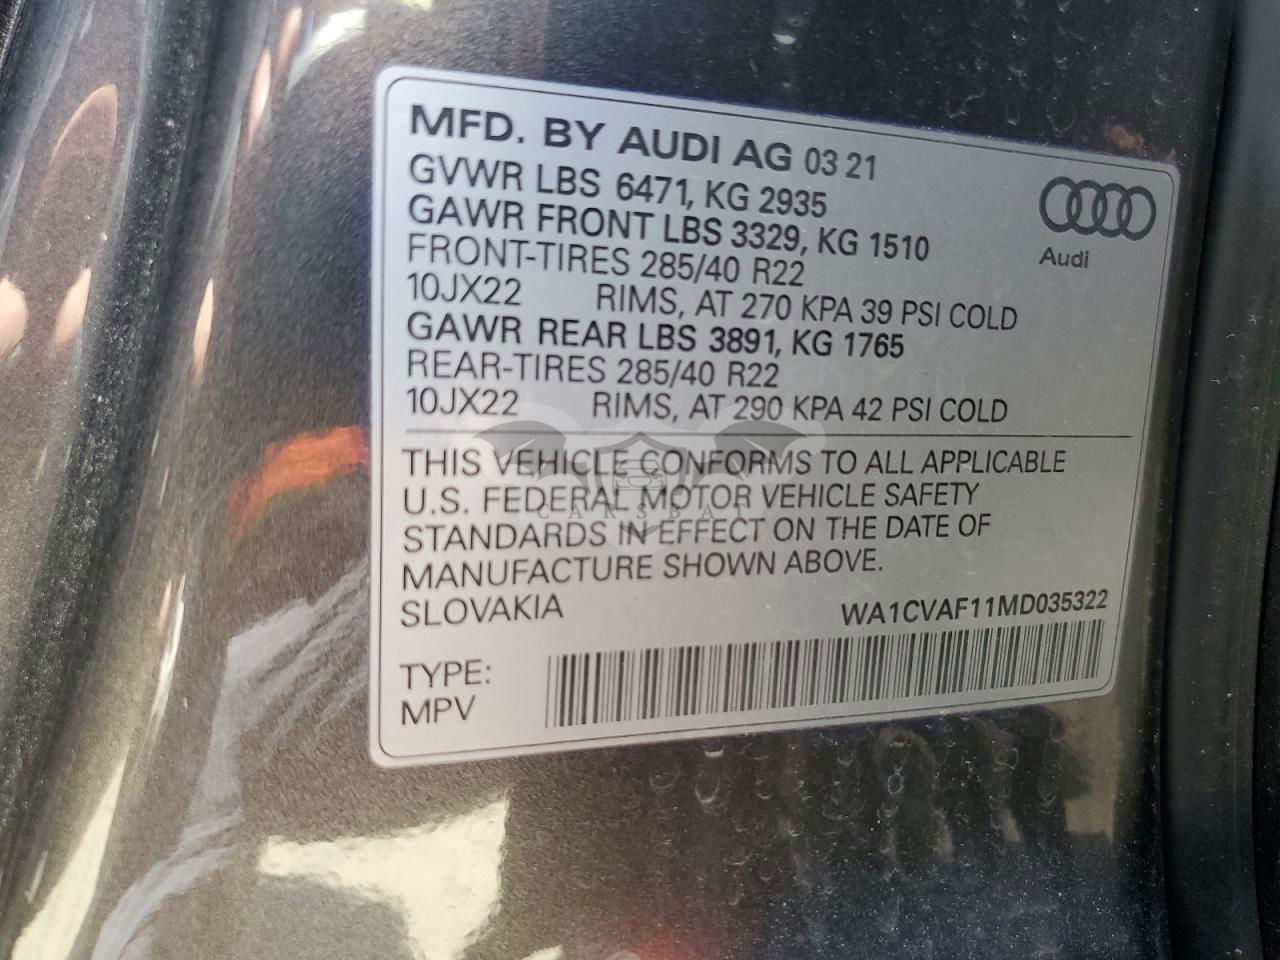 MFD. BY AUDI AG 03 21
GVWR LBS 6471, KG 2935
GAWR FRONT LBS 3329, KG 1510
FRONT-TIRES 285/40 R22
10JX22 RIMS, AT 270 KPA 39 PSI COLD
GAWR REAR LBS 3891, KG 1765
REAR-TIRES 285/40 R22
10JX22 RIMS, AT 290 KPA 42 PSI COLD
Audi
THIS VEHICLE CONFORMS TO ALL APPLICABLE
U.S. FEDERAL MOTOR VEHICLE SAFETY
CARSBAT
STANDARDS IN EFFECT ON THE DATE OF
MANUFACTURE SHOWN ABOVE.
SLOVAKIA WA1CVAF11MD035322
TYPE:
MPV